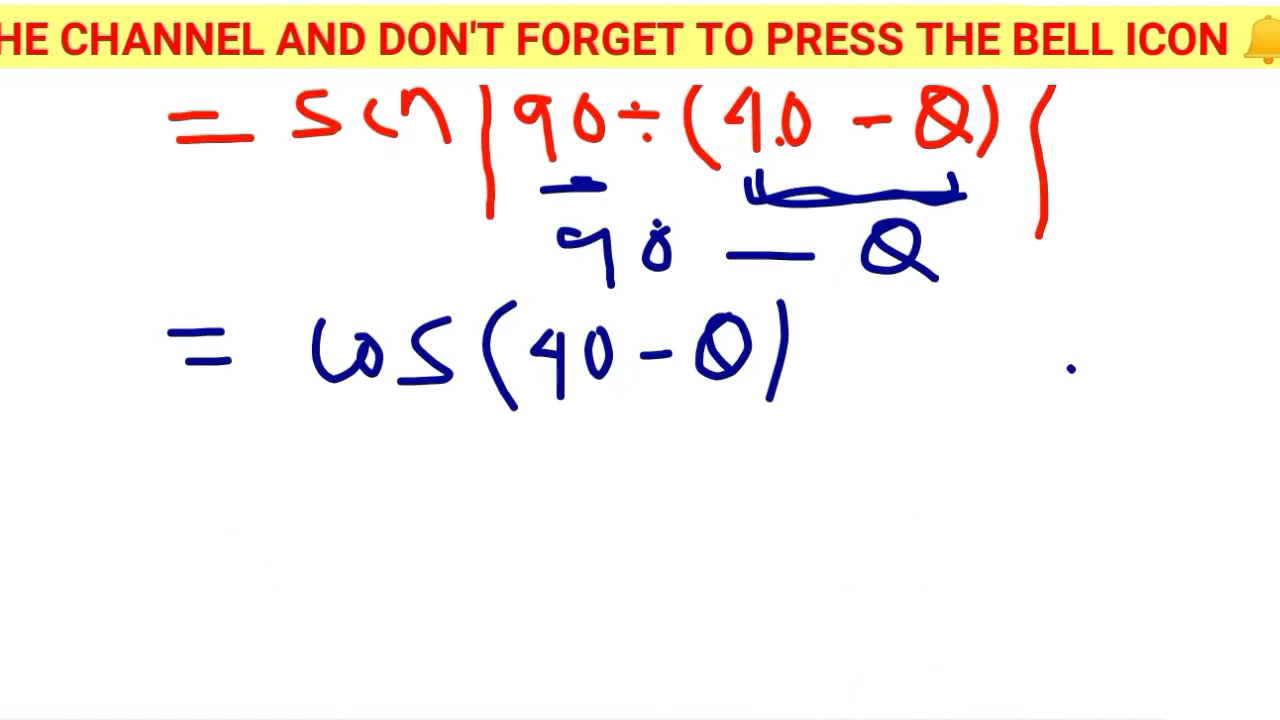 HE CHANNEL AND DON'T FORGET TO PRESS THE BELL ICON 🔔
= sin | 90 ÷ (40 - θ) (
90 — θ
= cos (40 - θ)